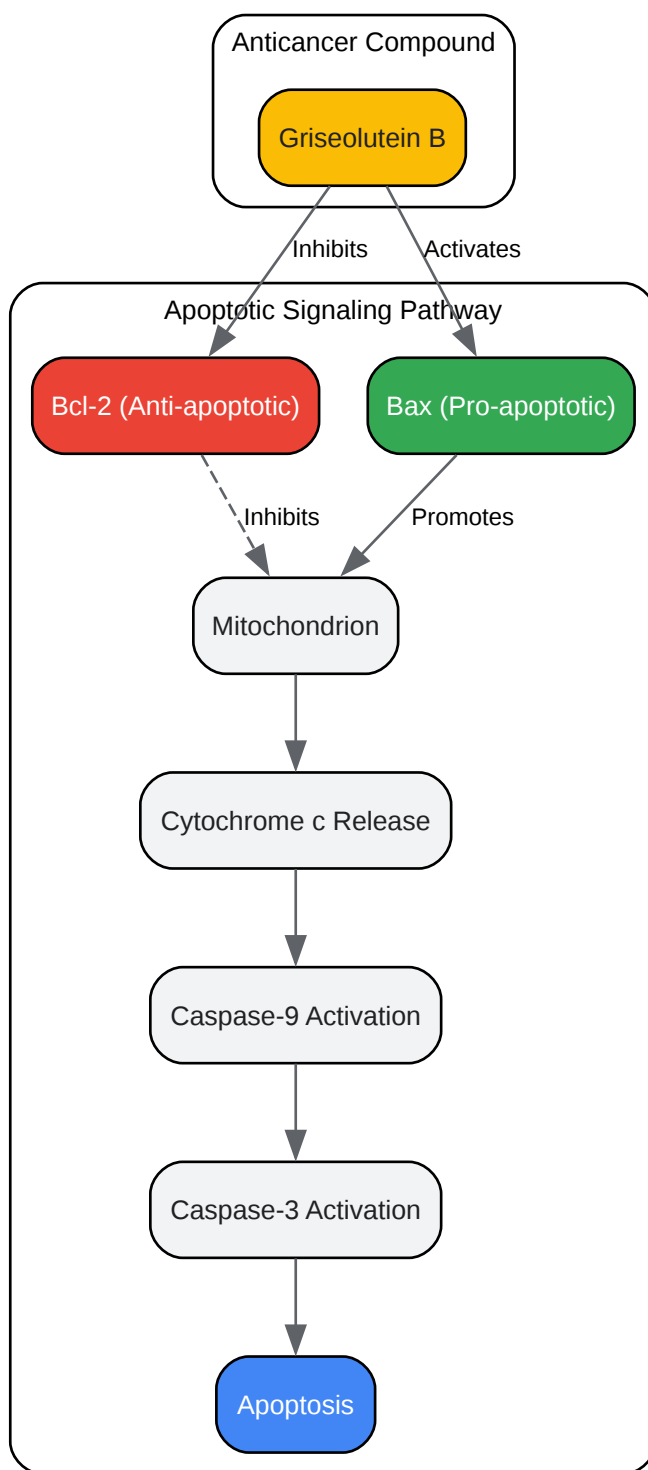 Anticancer Compound
Griseolutein B
Inhibits
Activates
Apoptotic Signaling Pathway
Bcl-2 (Anti-apoptotic)
Bax (Pro-apoptotic)
Inhibits
Promotes
Mitochondrion
Cytochrome c Release
Caspase-9 Activation
Caspase-3 Activation
Apoptosis